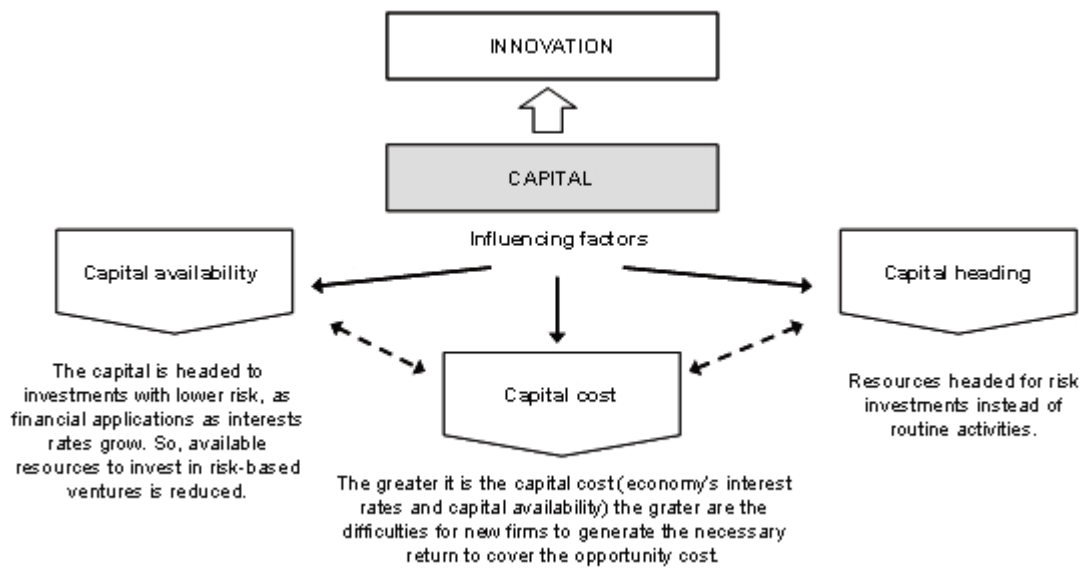 INNOVATION
CAPITAL
Influencing factors
Capital availability
Capital heading
The capital is headed to
investments with lower risk, as
financial applications as interests
rates grow. So, available
resources to invest in risk-based
ventures is reduced.
Capital cost
Resources headed for risk
investments instead of
routine activities.
The greater it is the capital cost (economy's interest
rates and capital availability) the grater are the
difficulties for new firms to generate the necessary
return to cover the opportunity cost.